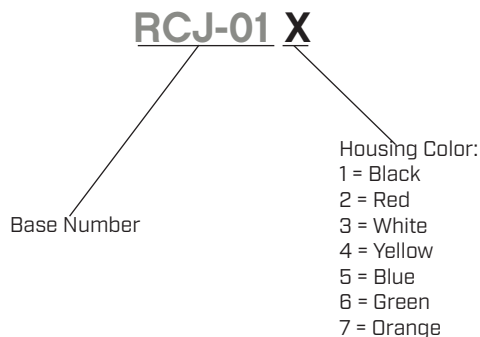 RCJ-01 X
Housing Color:
1 = Black
2 = Red
3 = White
4 = Yellow
5 = Blue
6 = Green
7 = Orange
Base Number